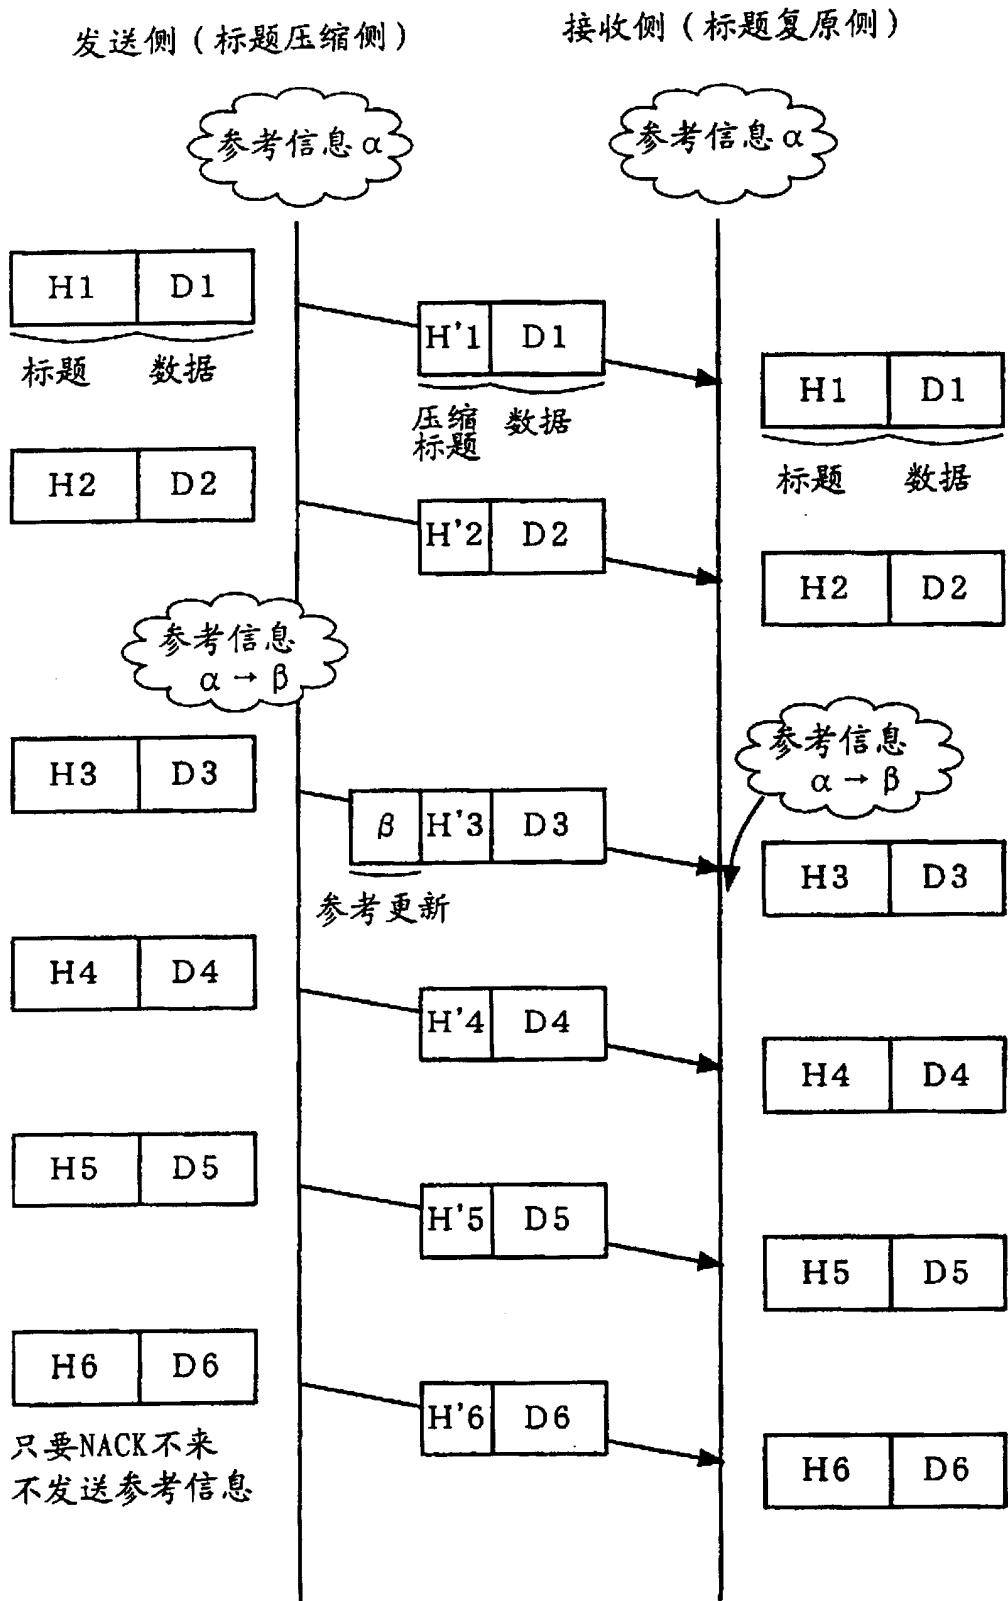 发送侧（标题压缩侧）
接收侧（标题复原侧）
参考信息 α
参考信息 α
H1 D1
标题 数据
H'1 D1
压缩标题 数据
H1 D1
标题 数据
H2 D2
H'2 D2
H2 D2
参考信息
α → β
H3 D3
参考信息
α → β
β H'3 D3
参考更新
H3 D3
H4 D4
H'4 D4
H4 D4
H5 D5
H'5 D5
H5 D5
H6 D6
H'6 D6
H6 D6
只要NACK不来
不发送参考信息